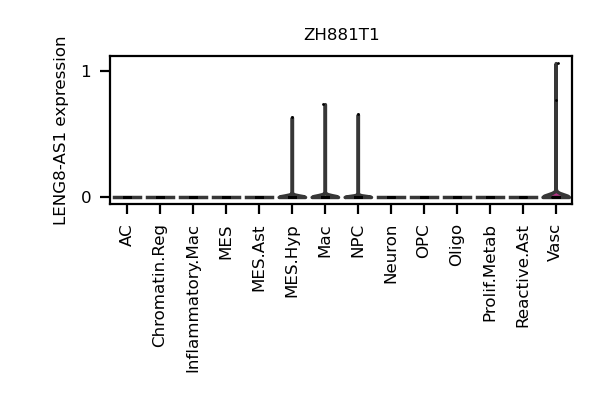 ZH881T1
LENG8-AS1 expression
1
0
AC
Chromatin.Reg
Inflammatory.Mac
MES
MES.Ast
MES.Hyp
Mac
NPC
Neuron
OPC
Oligo
Prolif.Metab
Reactive.Ast
Vasc